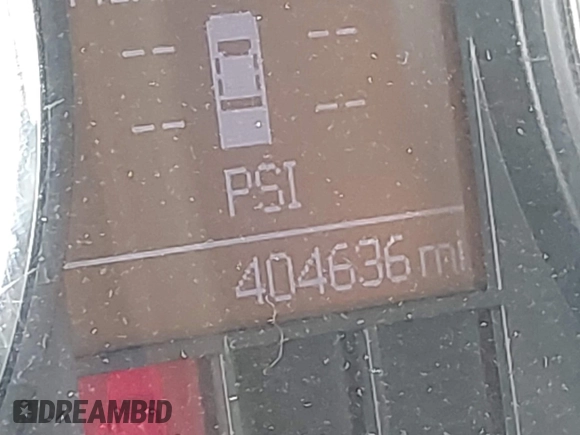 -- --
-- --
PSI
404636 mi
DREAMBID